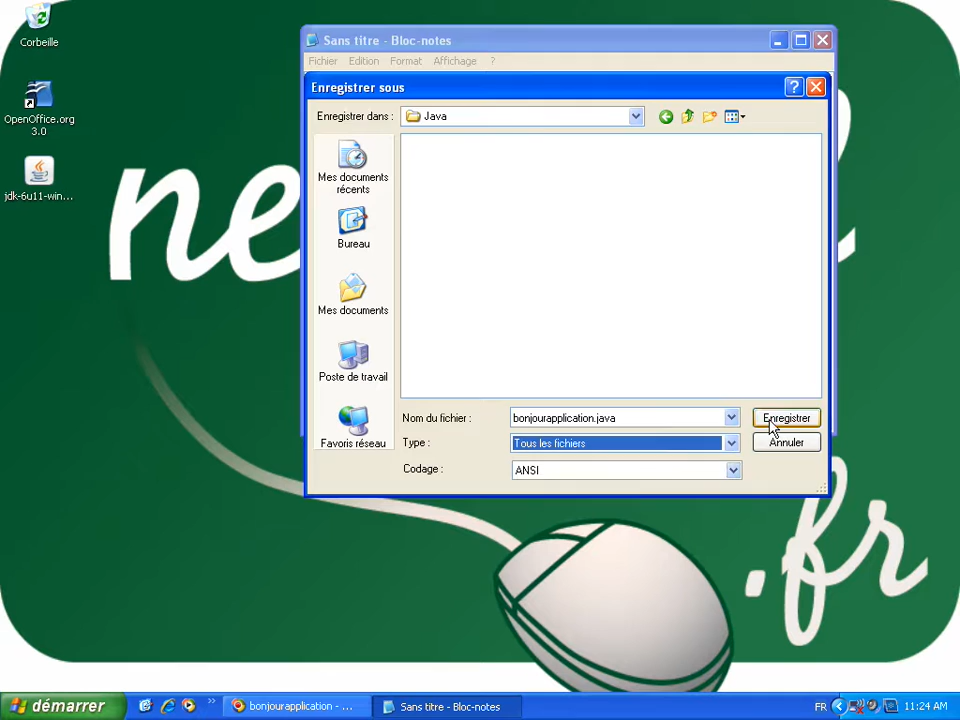 Corbeille
OpenOffice.org
3.0
jdk-6u11-win...
ne
.fr
Sans titre - Bloc-notes
Fichier Edition Format Affichage ?
Enregistrer sous
Enregistrer dans : Java
Mes documents
récents
Bureau
Mes documents
Poste de travail
Favoris réseau
Nom du fichier : bonjourapplication.java Enregistrer
Type : Tous les fichiers Annuler
Codage : ANSI
démarrer bonjourapplication - ... Sans titre - Bloc-notes FR 11:24 AM